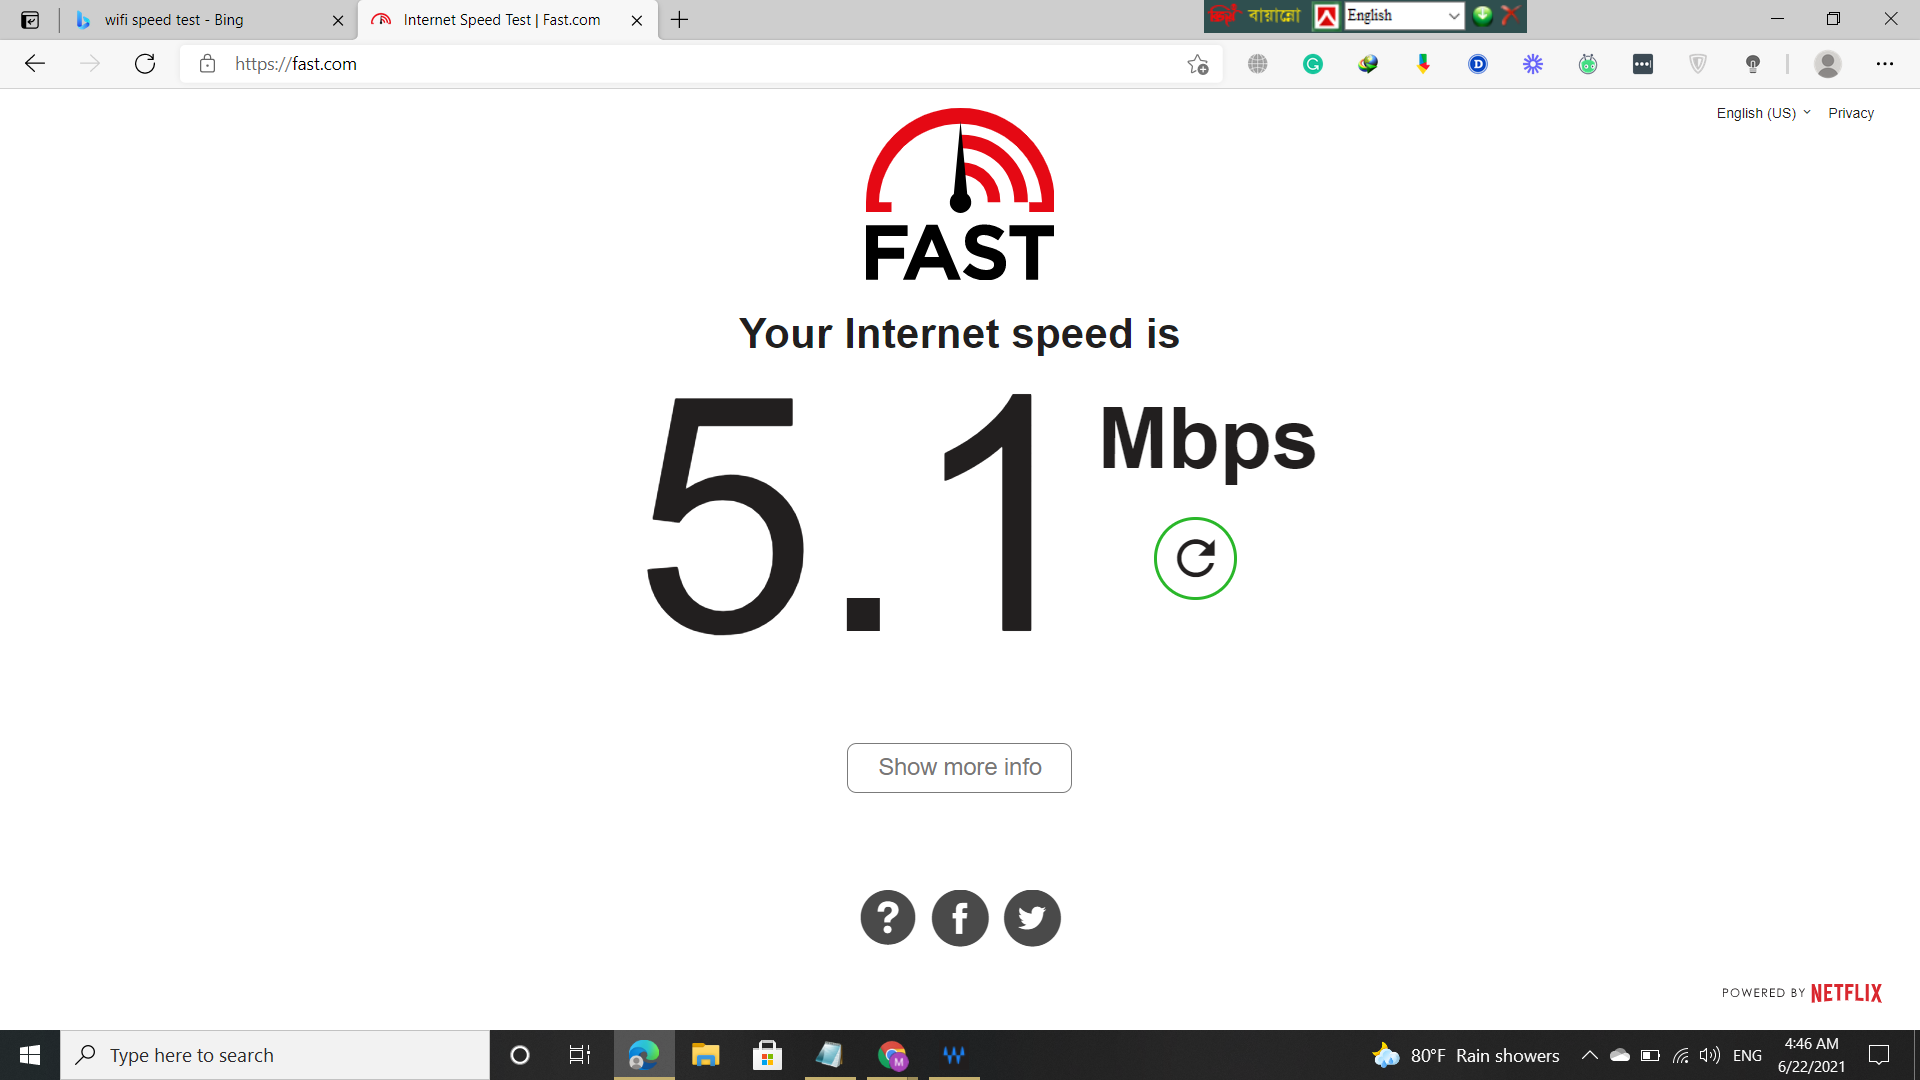 wifi speed test - Bing
Internet Speed Test | Fast.com
বায়ান্নো
English
https://fast.com
English (US)
Privacy
FAST
Your Internet speed is
5.1 Mbps
Show more info
POWERED BY NETFLIX
Type here to search
80°F Rain showers
ENG
4:46 AM
6/22/2021